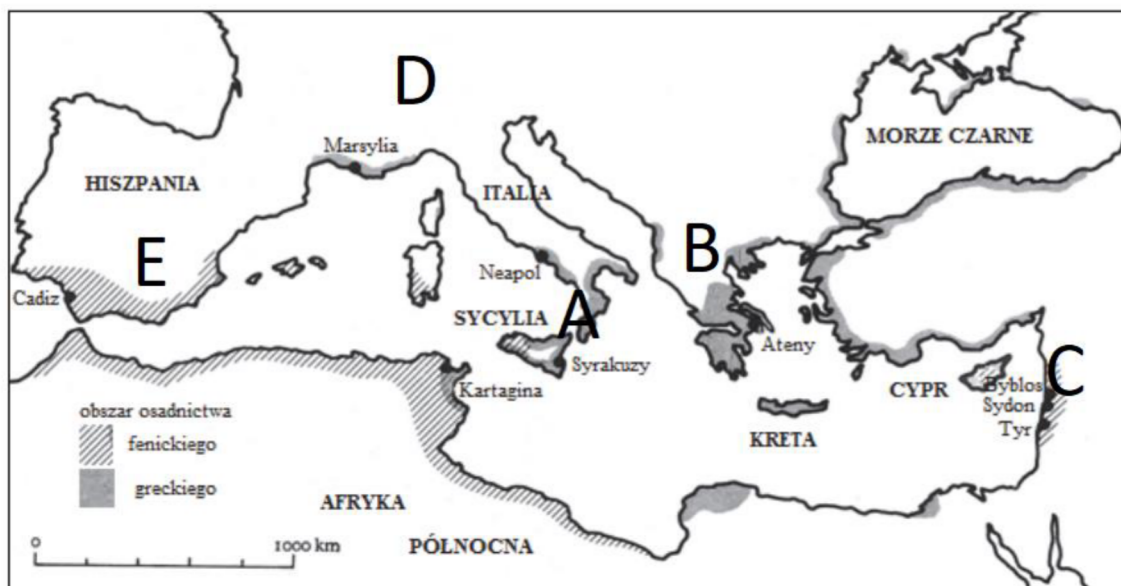 D
Marsylia
MORZE CZARNE
HISZPANIA
ITALIA
E
B
Neapol
Cadiz
SYCYLIA
A
Ateny
Syrakuzy
Kartagina
CYPR
Byblos
C
Sydon
Tyr
KRETA
obszar osadnictwa
fenickiego
greckiego
AFRYKA
PÓŁNOCNA
0
1000 km